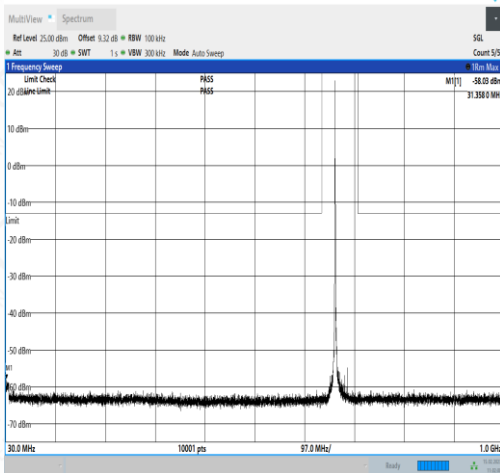 MultiView Spectrum
Ref Level 25.00 dBm Offset 9.32 dB RBW 100 kHz SGL
Att 30 dB SWT 1 s VBW 300 kHz Mode Auto Sweep Count 5/5
1 Frequency Sweep 1Rm Max
Limit Check PASS M1[1] -58.03 dBm
20 dBm Line Limit PASS 31.3580 MHz
10 dBm
0 dBm
-10 dBm
Limit
-20 dBm
-30 dBm
-40 dBm
-50 dBm
M1
-60 dBm
-70 dBm
30.0 MHz 10001 pts 97.0 MHz/ 1.0 GHz
Ready